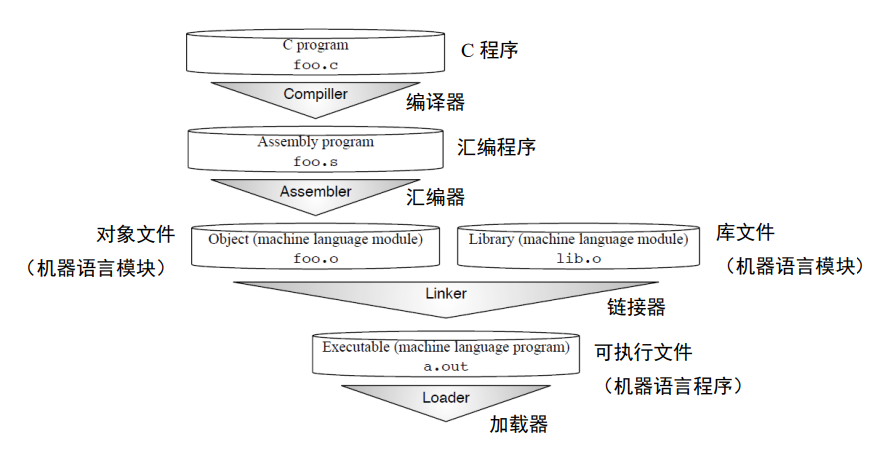 C program
foo.c
C 程序
Compiller
编译器
Assembly program
foo.s
汇编程序
Assembler
汇编器
对象文件
（机器语言模块）
Object (machine language module)
foo.o
Library (machine language module)
lib.o
库文件
（机器语言模块）
Linker
链接器
Executable (machine language program)
a.out
可执行文件
（机器语言程序）
Loader
加载器